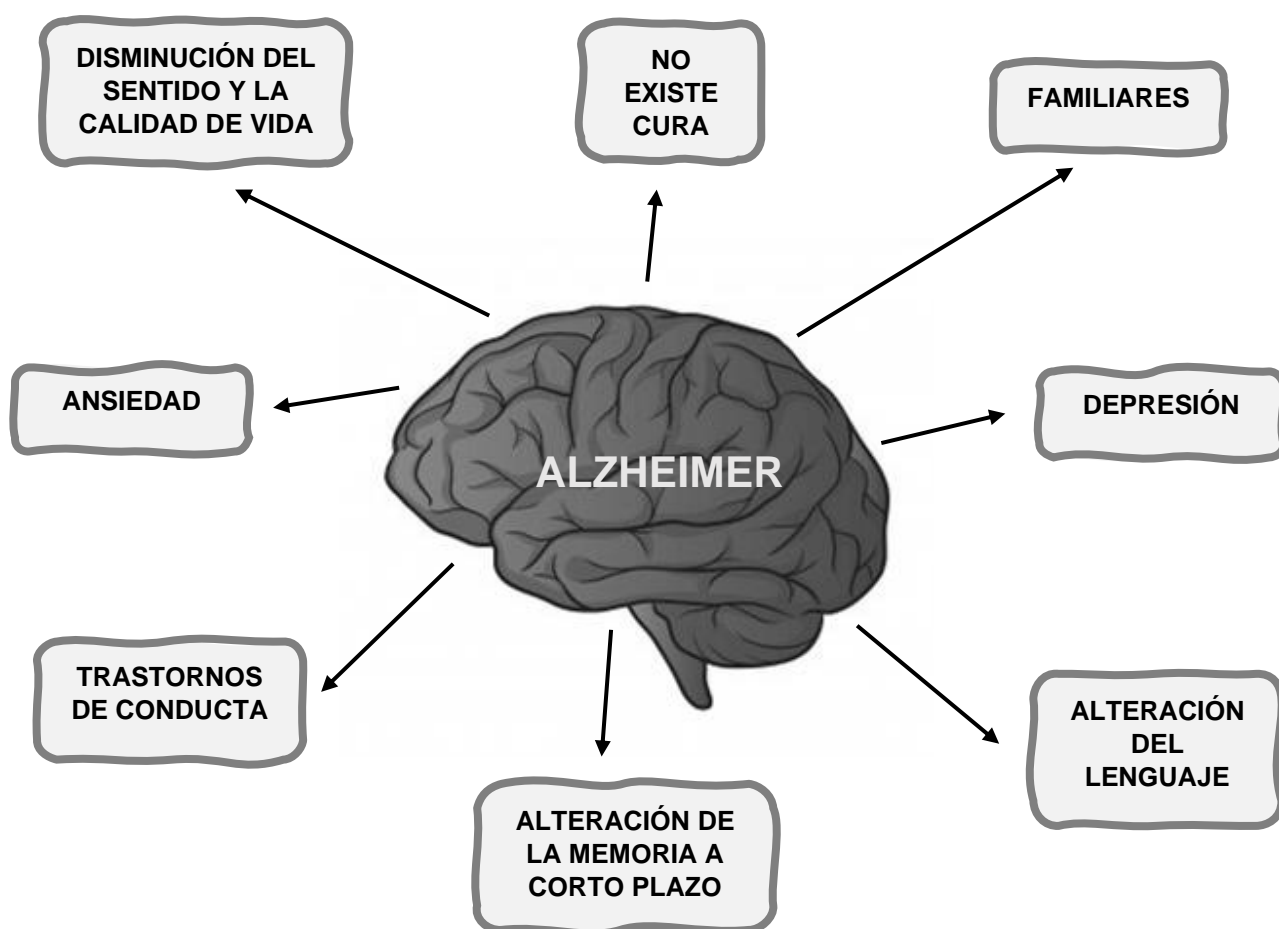 DISMINUCIÓN DEL
SENTIDO Y LA
CALIDAD DE VIDA
NO
EXISTE
CURA
FAMILIARES
ANSIEDAD
DEPRESIÓN
ALZHEIMER
TRASTORNOS
DE CONDUCTA
ALTERACIÓN
DEL
LENGUAJE
ALTERACIÓN DE
LA MEMORIA A
CORTO PLAZO